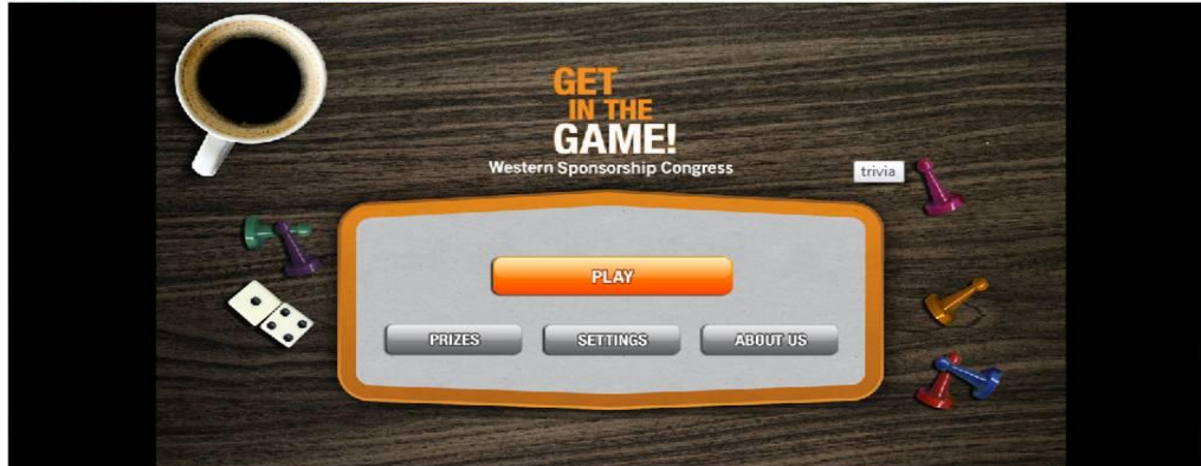 GET
IN THE
GAME!
Western Sponsorship Congress
trivia
PLAY
PRIZES
SETTINGS
ABOUT US